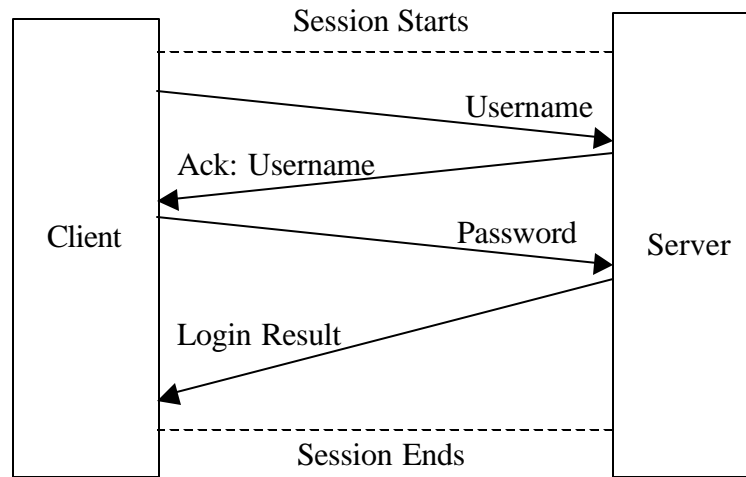 Session Starts
Username
Ack: Username
Password
Client
Server
Login Result
Session Ends